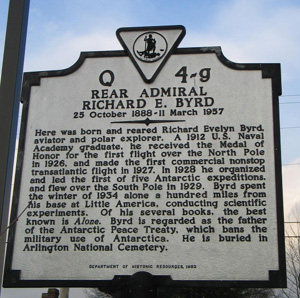 Q 4-g
REAR ADMIRAL
RICHARD E. BYRD
25 October 1888-11 March 1957
Here was born and reared Richard Evelyn Byrd,
aviator and polar explorer. A 1912 U.S. Naval
Academy graduate, he received the Medal of
Honor for the first flight over the North Pole
in 1926, and made the first commercial nonstop
transatlantic flight in 1927. In 1928 he organized
and led the first of five Antarctic expeditions,
and flew over the South Pole in 1929. Byrd spent
the winter of 1934 alone a hundred miles from
his base at Little America, conducting scientific
experiments. Of his several books, the best
known is Alone. Byrd is regarded as the father
of the Antarctic Peace Treaty, which bans the
military use of Antarctica. He is buried in
Arlington National Cemetery.
DEPARTMENT OF HISTORIC RESOURCES,